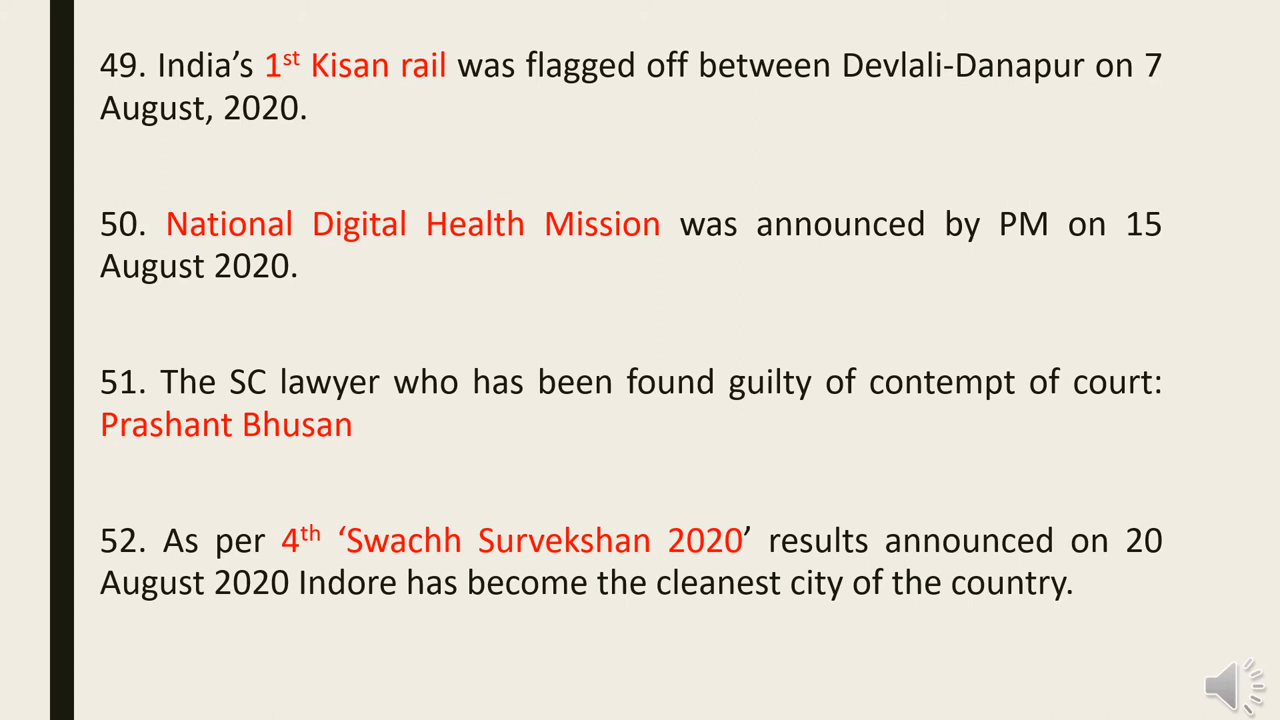 49. India’s 1st Kisan rail was flagged off between Devlali-Danapur on 7
August, 2020.
50. National Digital Health Mission was announced by PM on 15
August 2020.
51. The SC lawyer who has been found guilty of contempt of court:
Prashant Bhusan
52. As per 4th ‘Swachh Survekshan 2020’ results announced on 20
August 2020 Indore has become the cleanest city of the country.